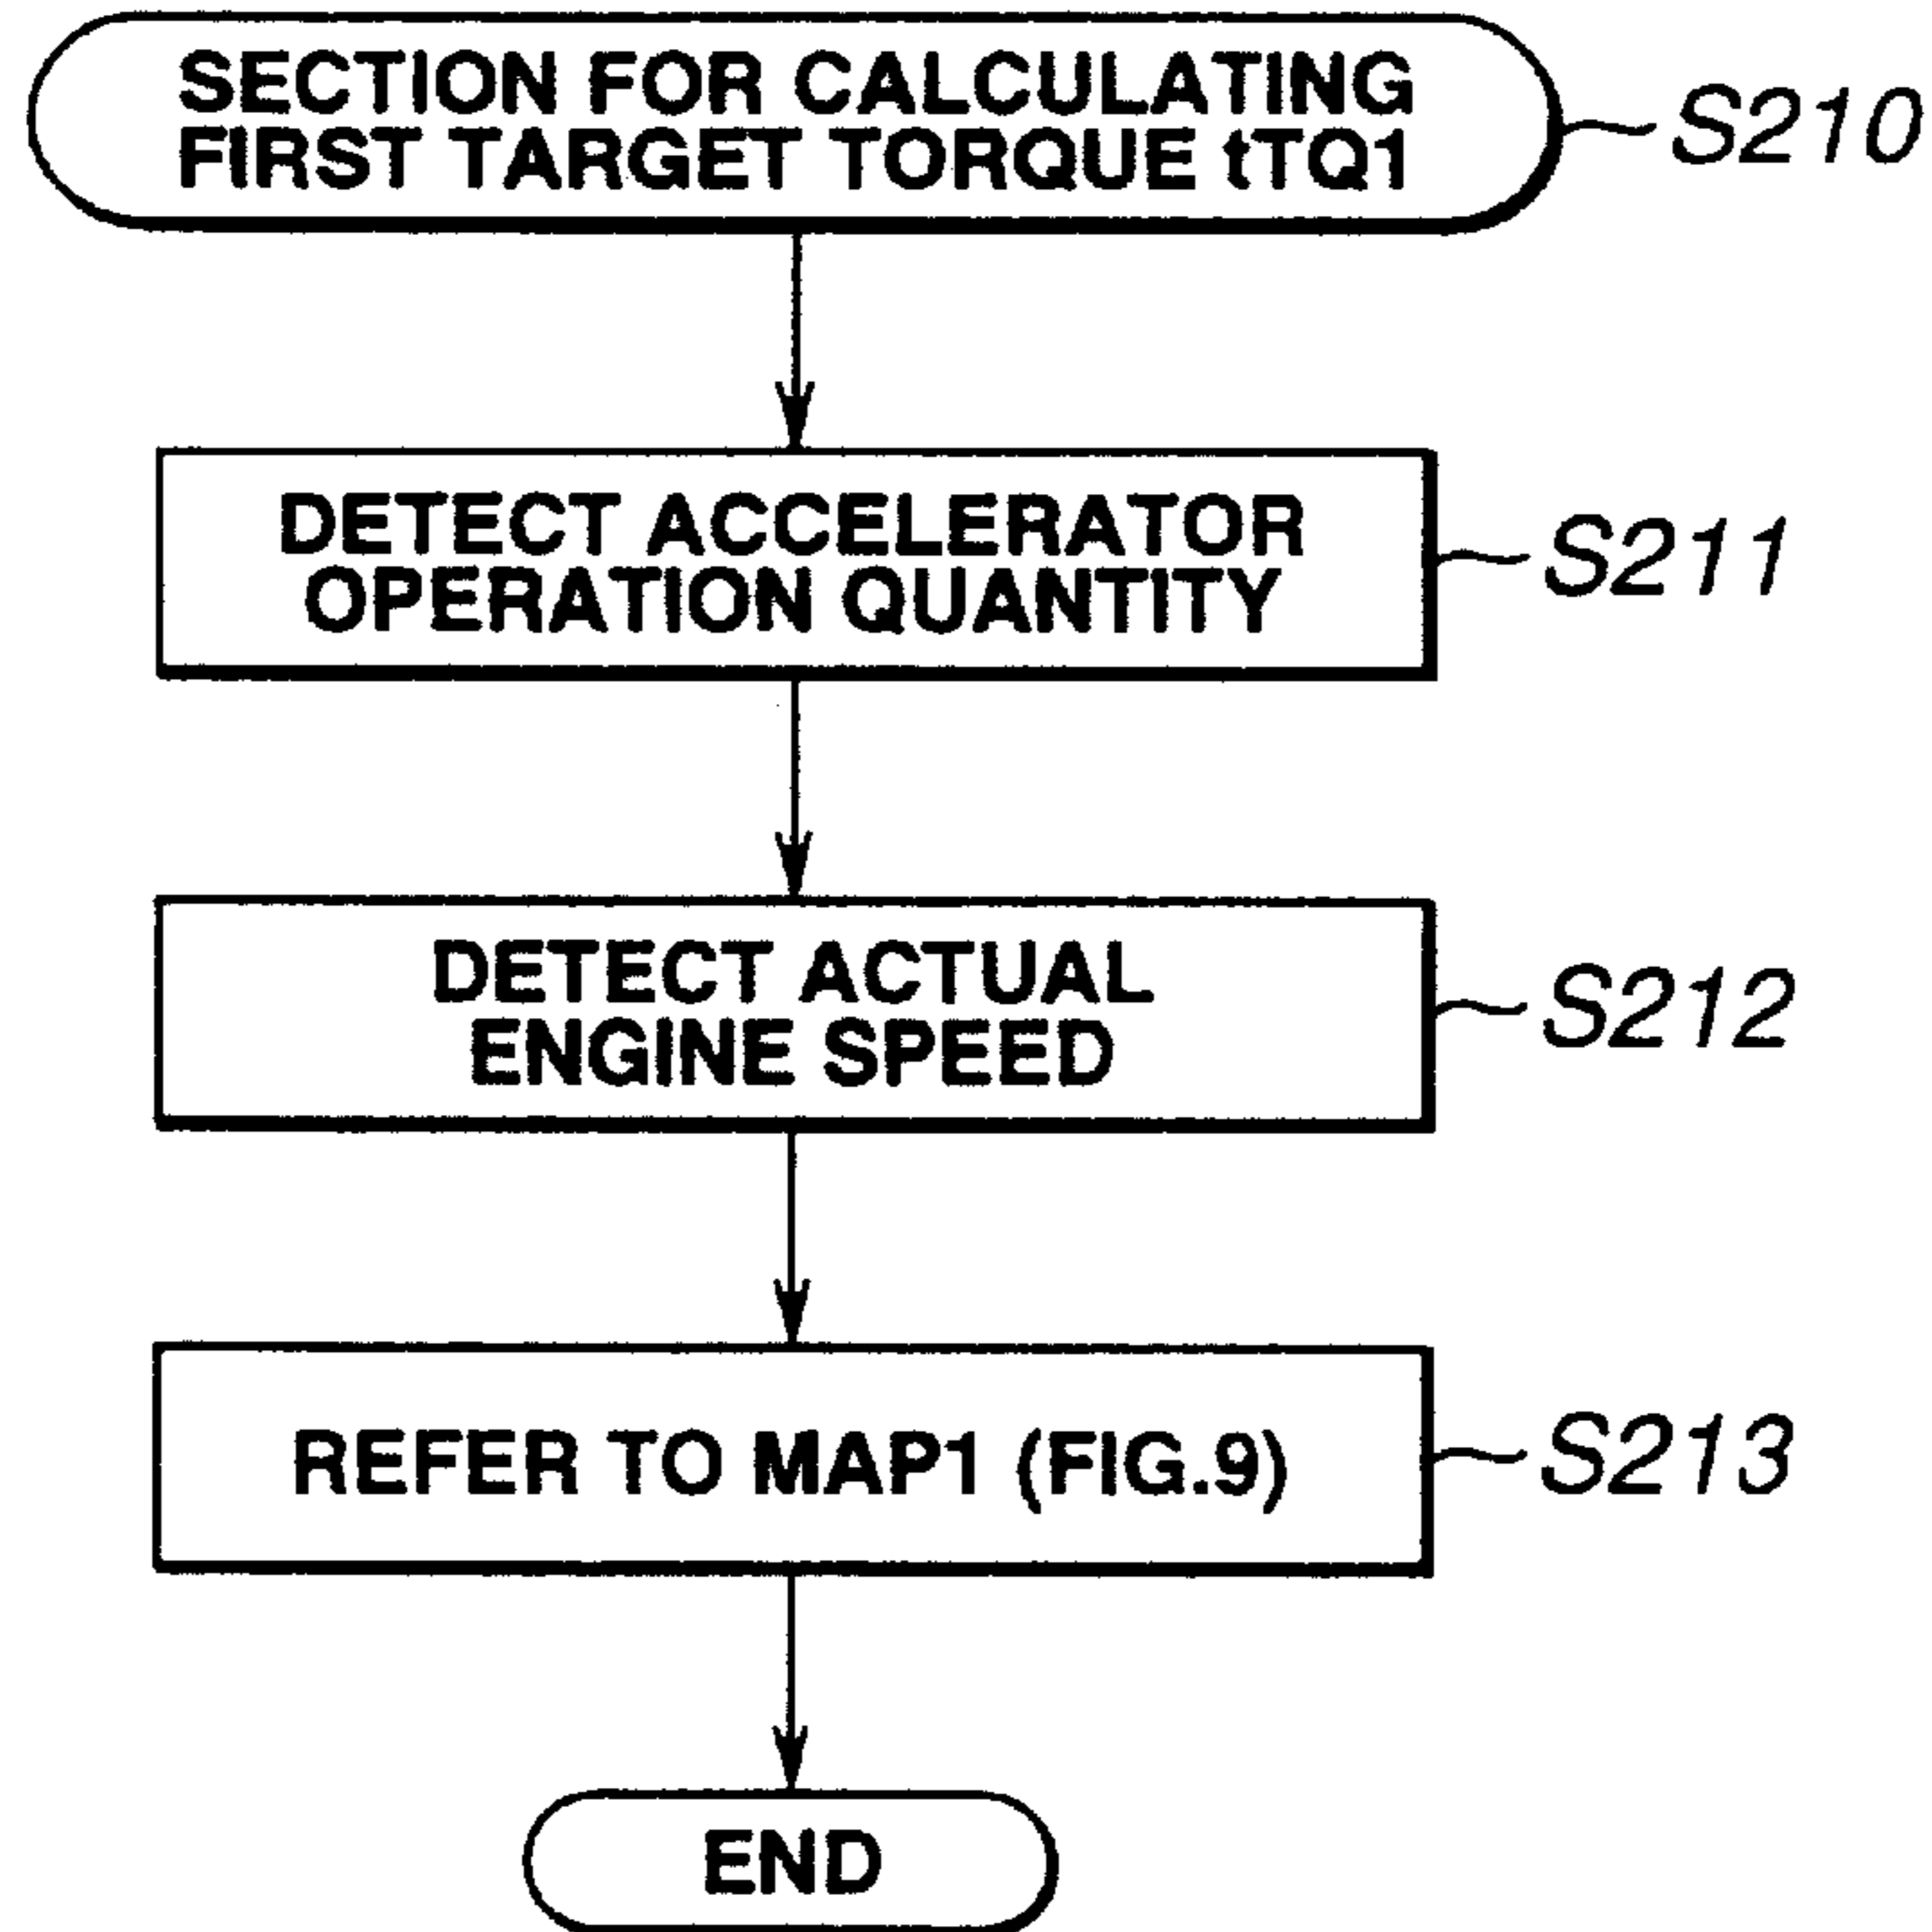 SECTION FOR CALCULATING
FIRST TARGET TORQUE tTQ1
S210
DETECT ACCELERATOR
OPERATION QUANTITY
S211
DETECT ACTUAL
ENGINE SPEED
S212
REFER TO MAP1 (FIG.9)
S213
END